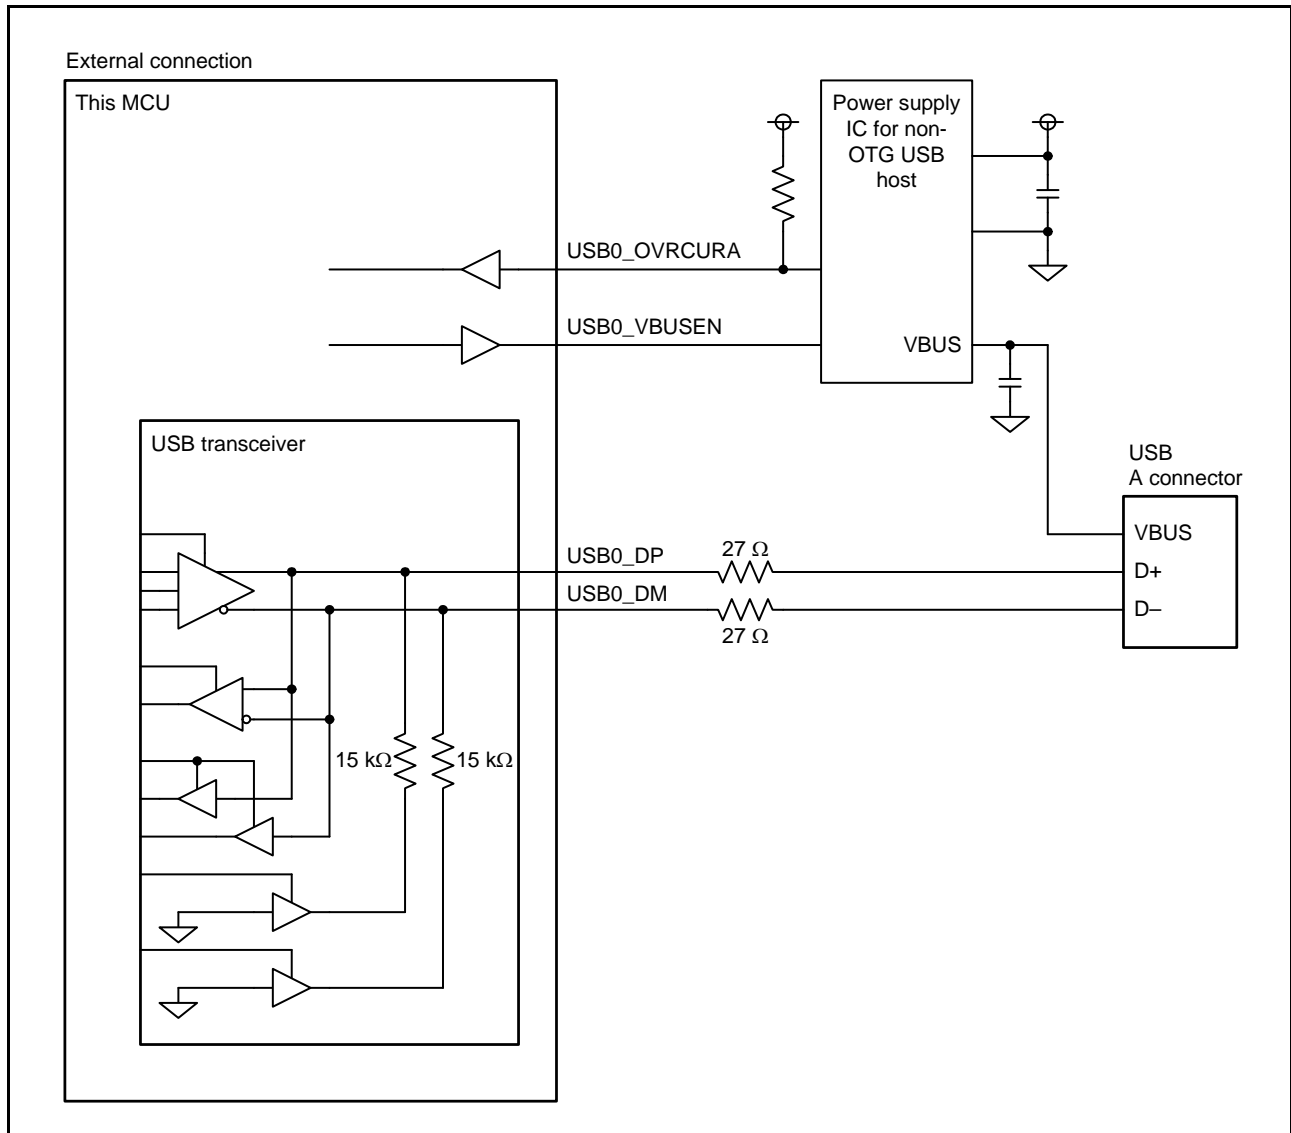 External connection
This MCU
Power supply
IC for non-
OTG USB
host
USB0_OVRCURA
USB0_VBUSEN
VBUS
USB transceiver
USB
A connector
VBUS
USB0_DP
27 Ω
D+
USB0_DM
27 Ω
D–
15 kΩ
15 kΩ